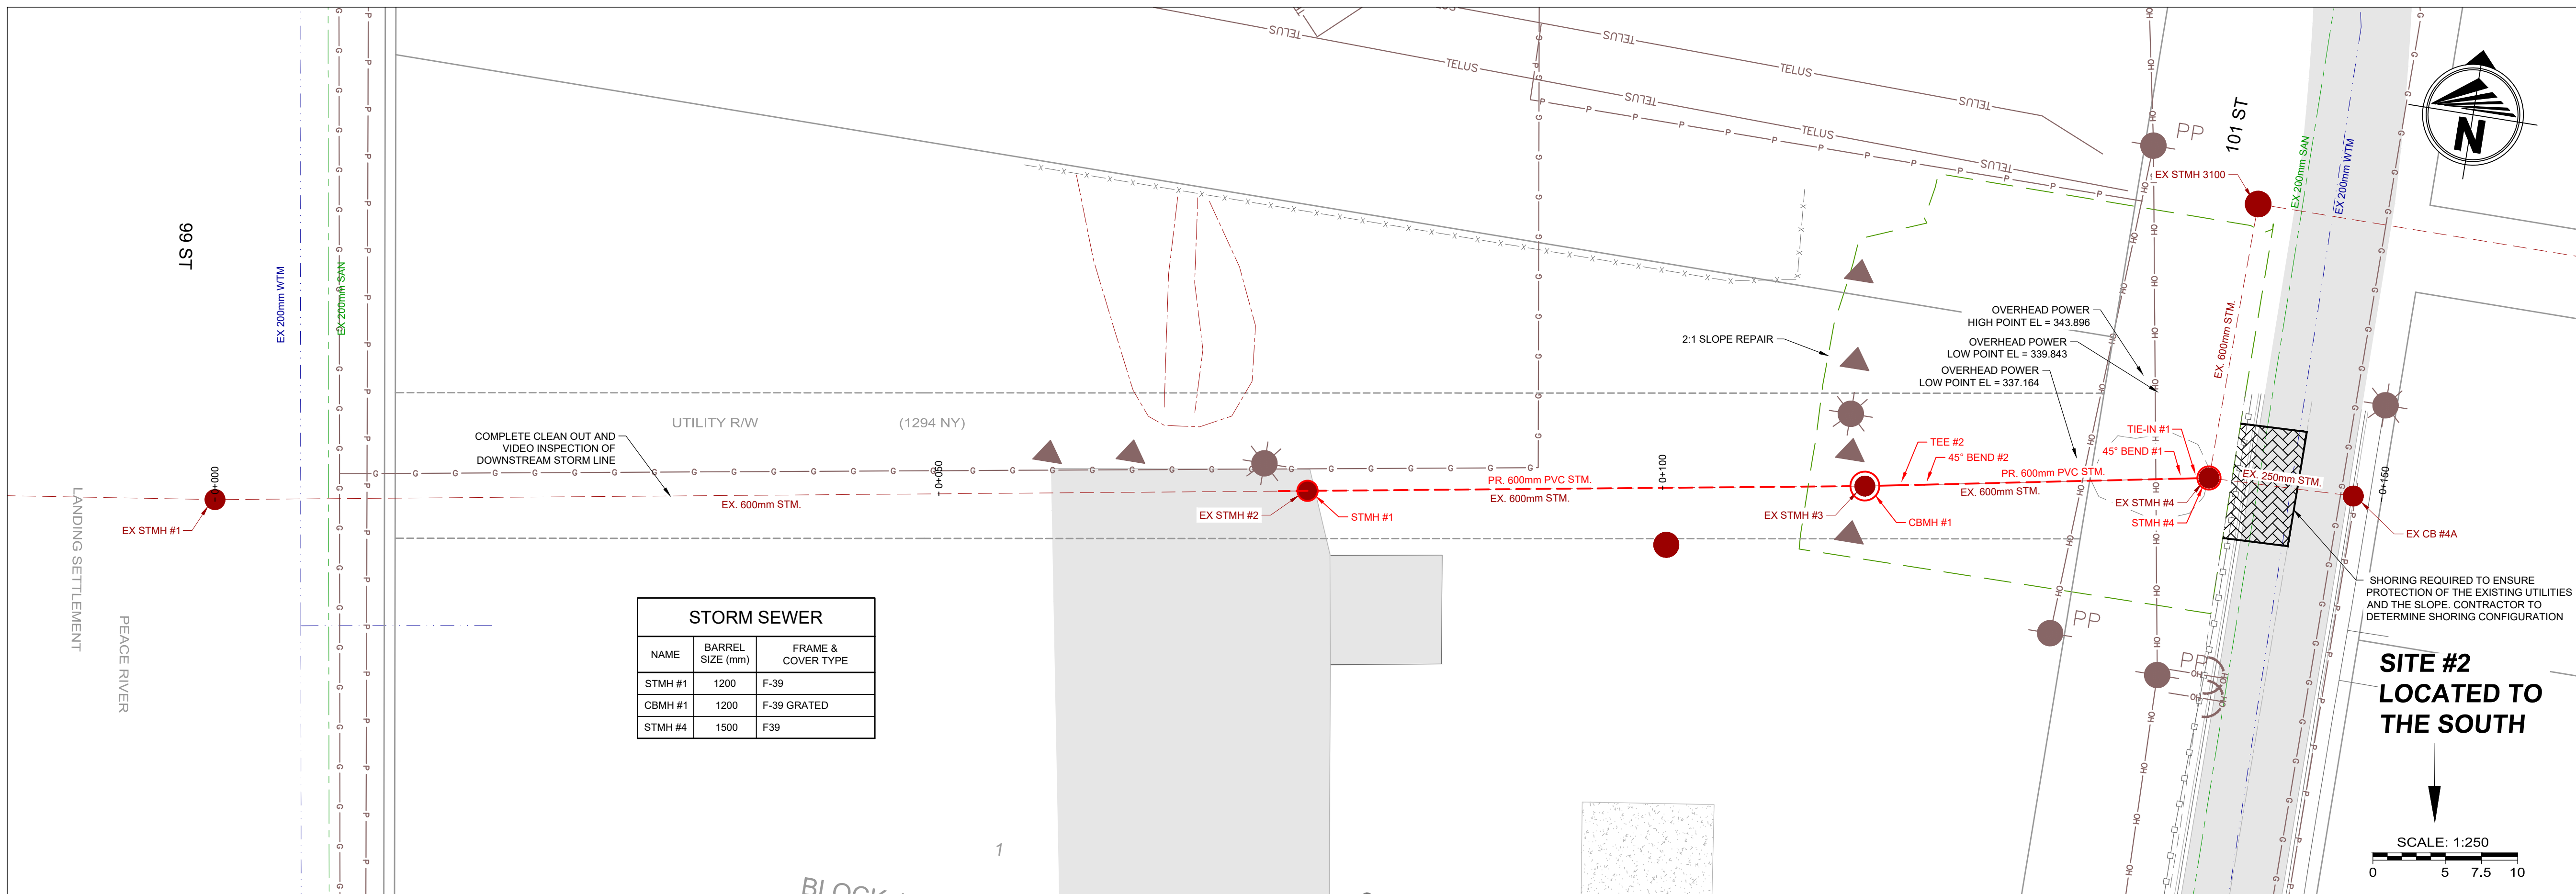 99 ST
EX 200mm WTM
EX 200mm SAN
LANDING SETTLEMENT
PEACE RIVER
0+000
EX STMH #1
COMPLETE CLEAN OUT AND
VIDEO INSPECTION OF
DOWNSTREAM STORM LINE
UTILITY R/W
(1294 NY)
EX. 600mm STM.
0+050
EX STMH #2
STMH #1
PR. 600mm PVC STM.
EX. 600mm STM.
0+100
STORM SEWER
NAME
BARREL
SIZE (mm)
FRAME &
COVER TYPE
STMH #1
1200
F-39
CBMH #1
1200
F-39 GRATED
STMH #4
1500
F39
1
TELUS
TELUS
TELUS
TELUS
TELUS
TELUS
TELUS
TELUS
TELUS
2:1 SLOPE REPAIR
OVERHEAD POWER
HIGH POINT EL = 343.896
OVERHEAD POWER
LOW POINT EL = 339.843
OVERHEAD POWER
LOW POINT EL = 337.164
EX STMH #3
CBMH #1
TEE #2
45° BEND #2
PR. 600mm PVC STM.
EX. 600mm STM.
TIE-IN #1
45° BEND #1
EX STMH #4
STMH #4
PP
PP
PP
101 ST
EX STMH 3100
EX. 600mm STM.
EX 200mm SAN
EX 200mm WTM
EX. 250mm STM.
0+150
EX CB #4A
SHORING REQUIRED TO ENSURE
PROTECTION OF THE EXISTING UTILITIES
AND THE SLOPE. CONTRACTOR TO
DETERMINE SHORING CONFIGURATION
N
SITE #2
LOCATED TO
THE SOUTH
SCALE: 1:250
0 5 7.5 10